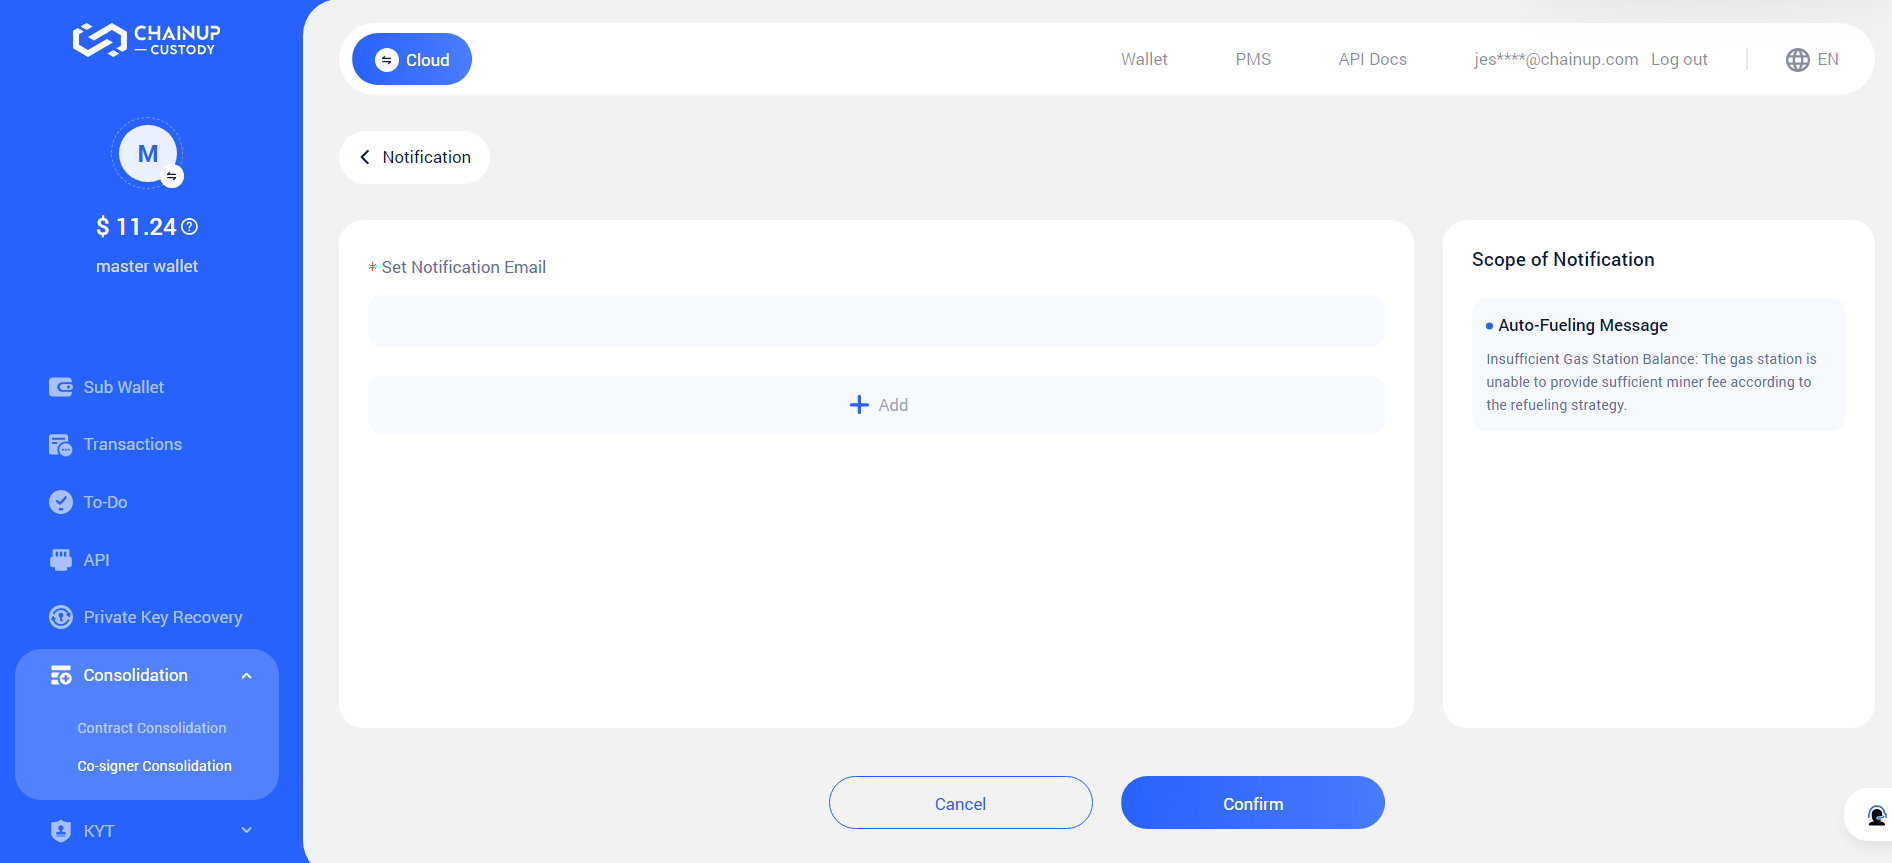 CHAINUP
CUSTODY
M
$ 11.24
master wallet
Sub Wallet
Transactions
To-Do
API
Private Key Recovery
Consolidation
Contract Consolidation
Co-signer Consolidation
KYT
Cloud
Wallet
PMS
API Docs
jes****@chainup.com
Log out
EN
Notification
* Set Notification Email
Add
Scope of Notification
Auto-Fueling Message
Insufficient Gas Station Balance: The gas station is
unable to provide sufficient miner fee according to
the refueling strategy.
Cancel
Confirm